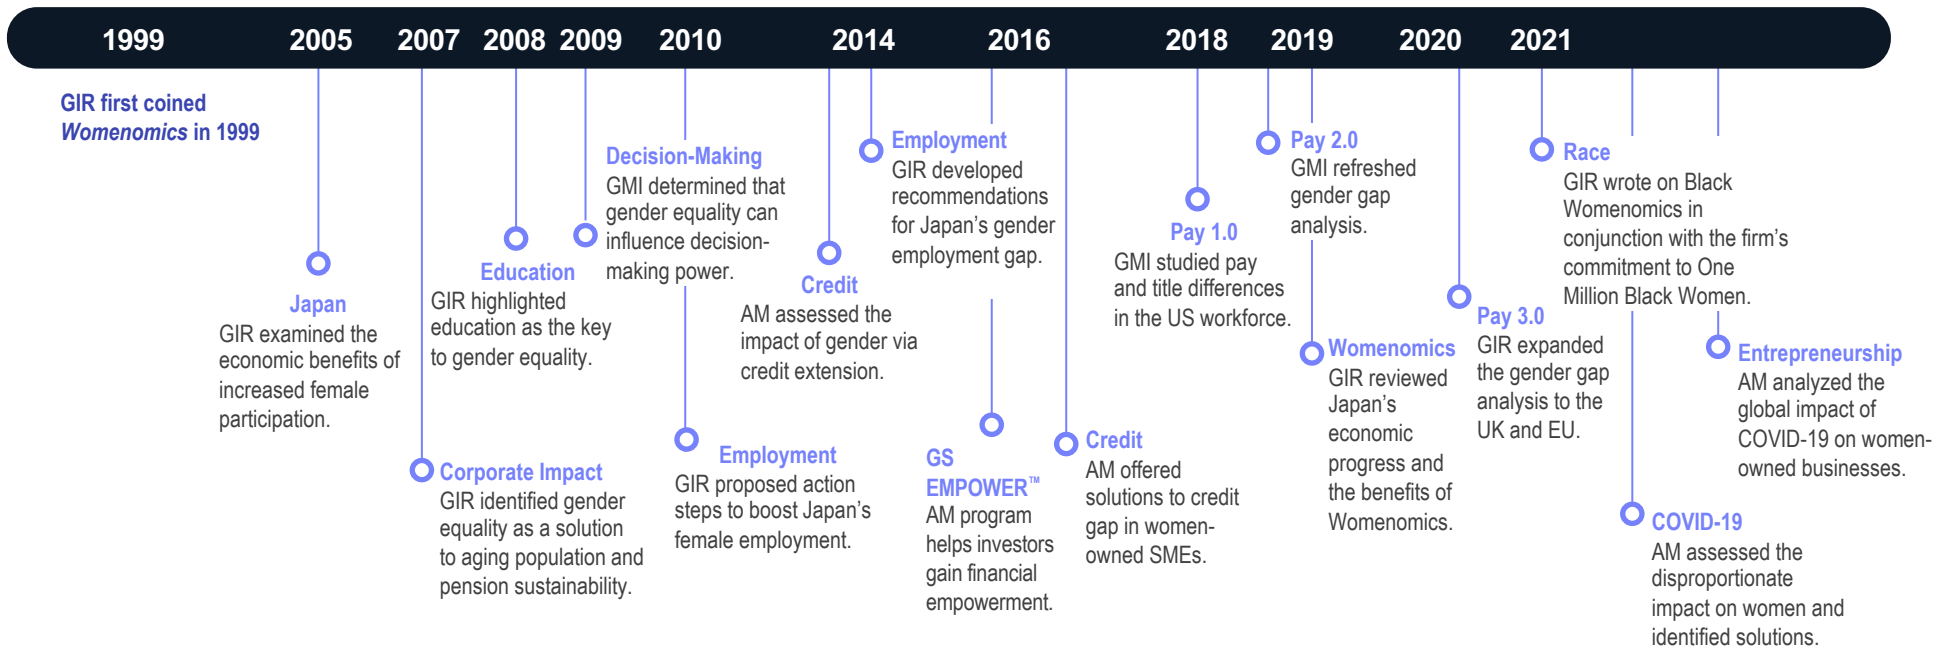 1999 2005 2007 2008 2009 2010 2014 2016 2018 2019 2020 2021
GIR first coined
Womenomics in 1999
Japan
GIR examined the
economic benefits of
increased female
participation.
Corporate Impact
GIR identified gender
equality as a solution
to aging population and
pension sustainability.
Education
GIR highlighted
education as the key
to gender equality.
Decision-Making
GMI determined that
gender equality can
influence decision-
making power.
Employment
GIR proposed action
steps to boost Japan’s
female employment.
Credit
AM assessed the
impact of gender via
credit extension.
Employment
GIR developed
recommendations
for Japan’s gender
employment gap.
GS
EMPOWER™
AM program
helps investors
gain financial
empowerment.
Credit
AM offered
solutions to credit
gap in women-
owned SMEs.
Pay 1.0
GMI studied pay
and title differences
in the US workforce.
Pay 2.0
GMI refreshed
gender gap
analysis.
Womenomics
GIR reviewed
Japan’s
economic
progress and
the benefits of
Womenomics.
Pay 3.0
GIR expanded
the gender gap
analysis to the
UK and EU.
Race
GIR wrote on Black
Womenomics in
conjunction with the firm’s
commitment to One
Million Black Women.
COVID-19
AM assessed the
disproportionate
impact on women and
identified solutions.
Entrepreneurship
AM analyzed the
global impact of
COVID-19 on women-
owned businesses.